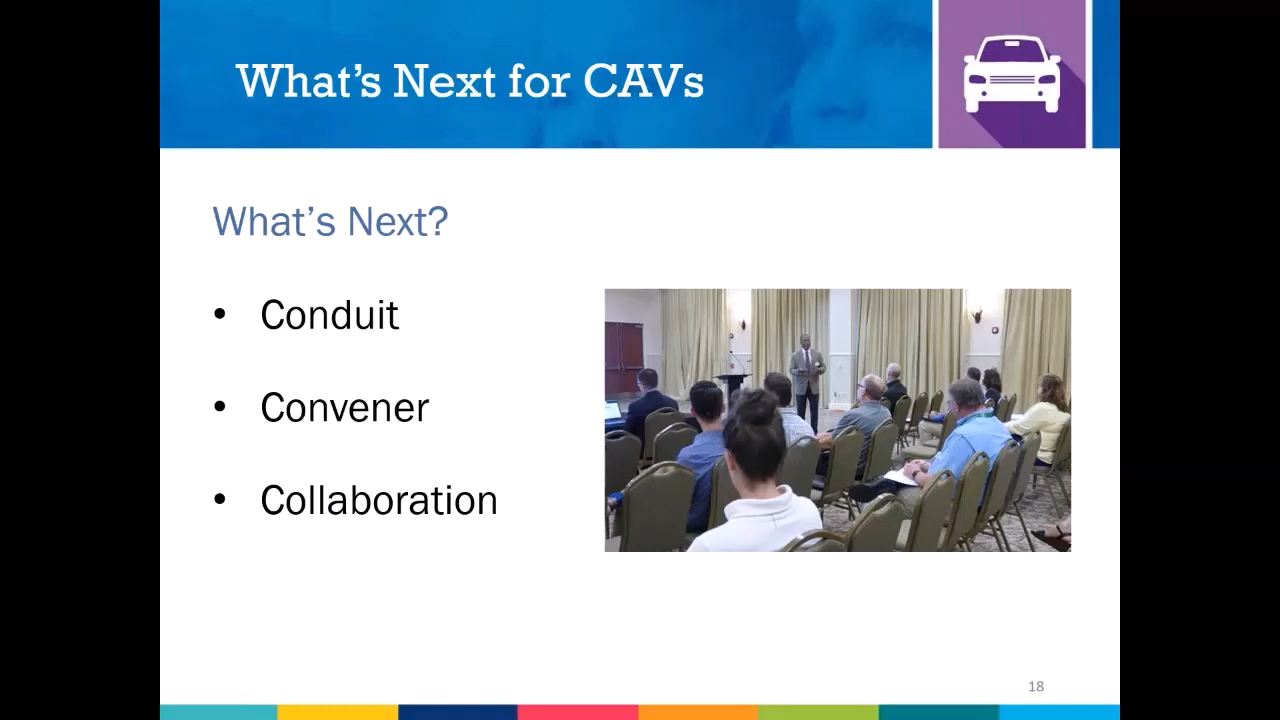 What's Next for CAVs
What's Next?
• Conduit
• Convener
• Collaboration
18